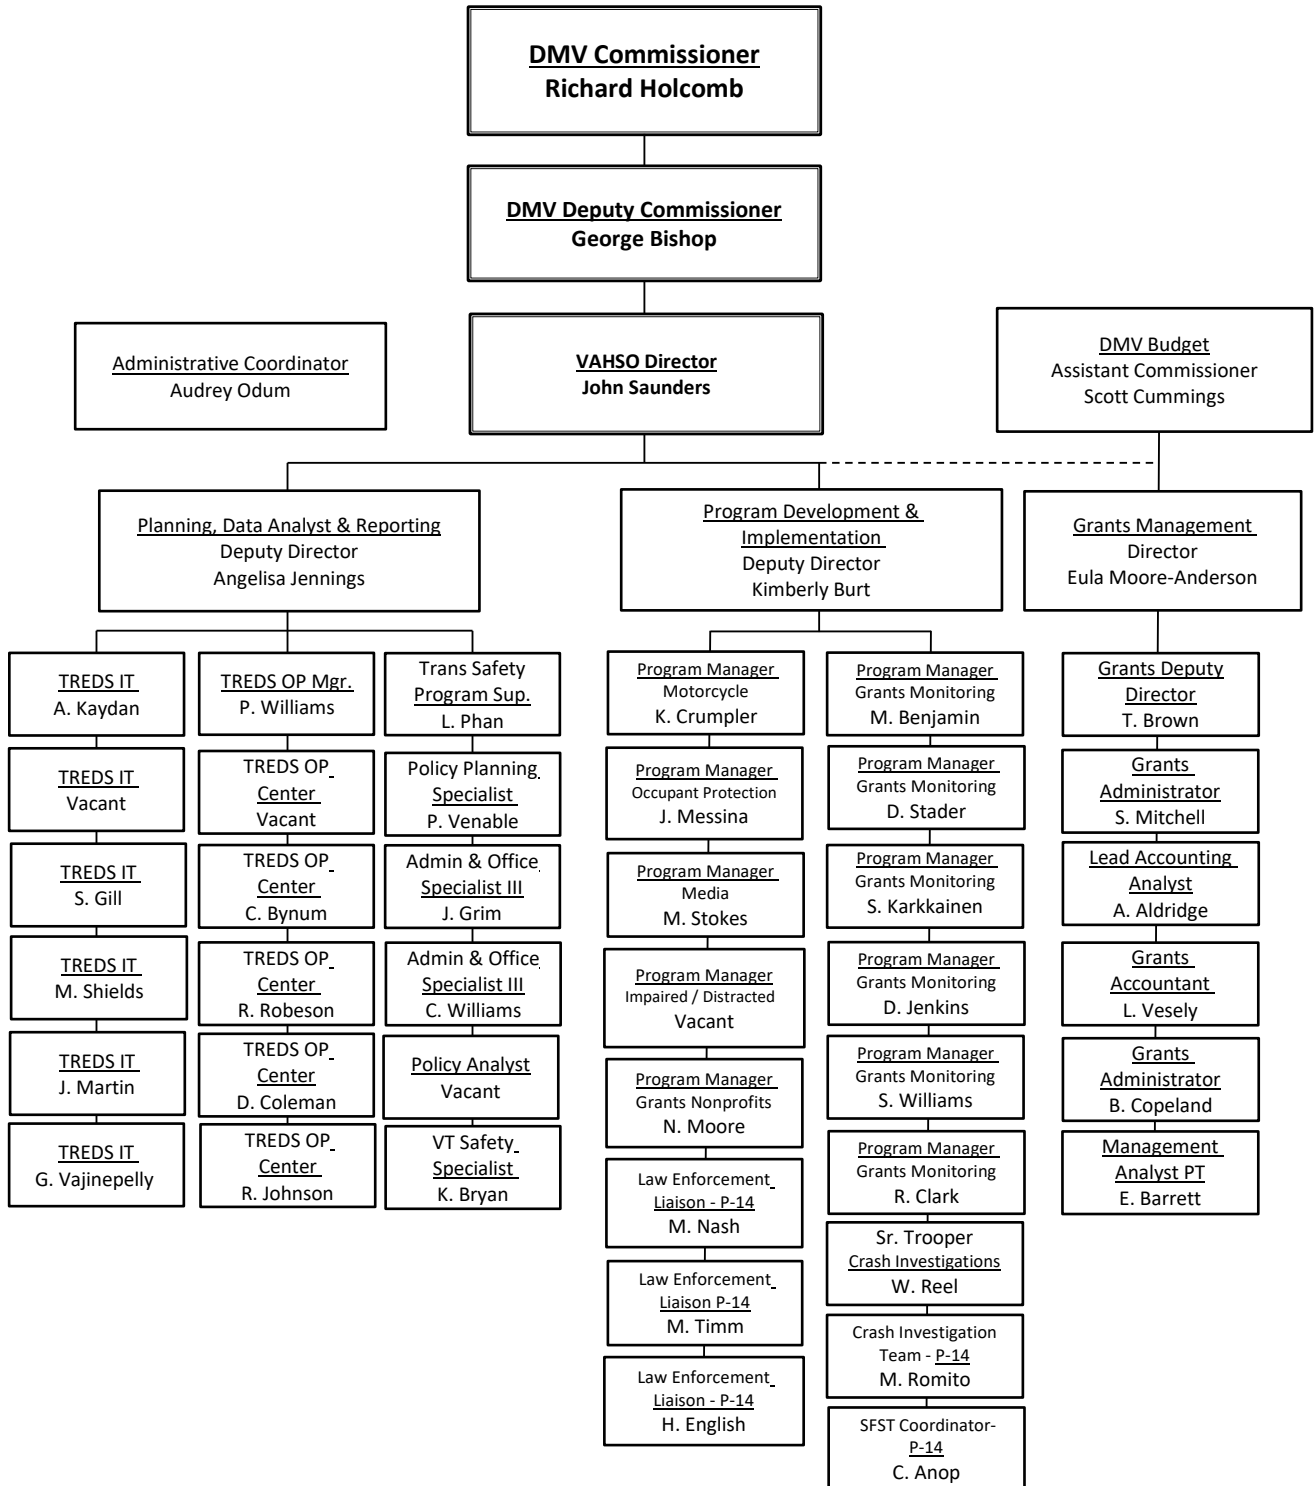 DMV Commissioner
Richard Holcomb
DMV Deputy Commissioner
George Bishop
Administrative Coordinator
Audrey Odum
VAHSO Director
John Saunders
DMV Budget
Assistant Commissioner
Scott Cummings
Planning, Data Analyst & Reporting
Deputy Director
Angelisa Jennings
Program Development &
Implementation
Deputy Director
Kimberly Burt
Grants Management
Director
Eula Moore-Anderson
TREDS IT
A. Kaydan
TREDS IT
Vacant
TREDS IT
S. Gill
TREDS IT
M. Shields
TREDS IT
J. Martin
TREDS IT
G. Vajinepelly
TREDS OP Mgr.
P. Williams
TREDS OP
Center
Vacant
TREDS OP
Center
C. Bynum
TREDS OP
Center
R. Robeson
TREDS OP
Center
D. Coleman
TREDS OP
Center
R. Johnson
Trans Safety
Program Sup.
L. Phan
Policy Planning
Specialist
P. Venable
Admin & Office
Specialist III
J. Grim
Admin & Office
Specialist III
C. Williams
Policy Analyst
Vacant
VT Safety
Specialist
K. Bryan
Program Manager
Motorcycle
K. Crumpler
Program Manager
Occupant Protection
J. Messina
Program Manager
Media
M. Stokes
Program Manager
Impaired / Distracted
Vacant
Program Manager
Grants Nonprofits
N. Moore
Law Enforcement
Liaison - P-14
M. Nash
Law Enforcement
Liaison P-14
M. Timm
Law Enforcement
Liaison - P-14
H. English
Program Manager
Grants Monitoring
M. Benjamin
Program Manager
Grants Monitoring
D. Stader
Program Manager
Grants Monitoring
S. Karkkainen
Program Manager
Grants Monitoring
D. Jenkins
Program Manager
Grants Monitoring
S. Williams
Program Manager
Grants Monitoring
R. Clark
Sr. Trooper
Crash Investigations
W. Reel
Crash Investigation
Team - P-14
M. Romito
SFST Coordinator-
P-14
C. Anop
Grants Deputy
Director
T. Brown
Grants
Administrator
S. Mitchell
Lead Accounting
Analyst
A. Aldridge
Grants
Accountant
L. Vesely
Grants
Administrator
B. Copeland
Management
Analyst PT
E. Barrett